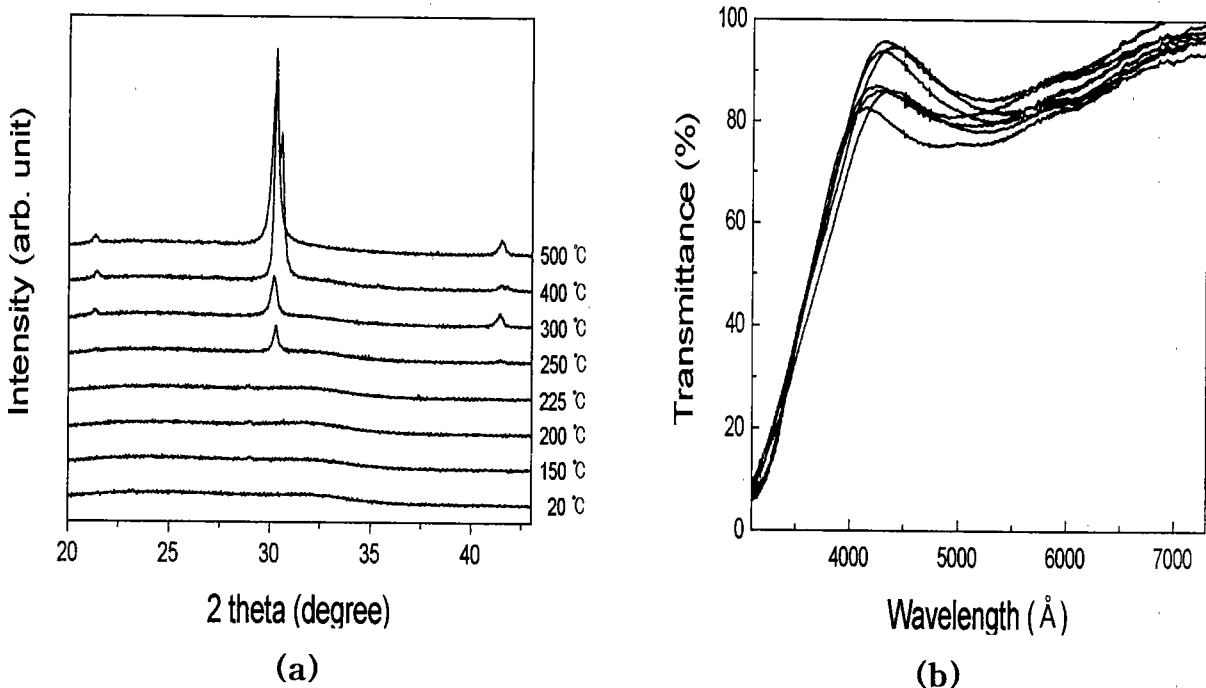 Intensity (arb. unit)
500 ℃
400 ℃
300 ℃
250 ℃
225 ℃
200 ℃
150 ℃
20 ℃
20 25 30 35 40
2 theta (degree)
(a)
Transmittance (%)
100
80
60
40
20
0
4000 5000 6000 7000
Wavelength (Å)
(b)